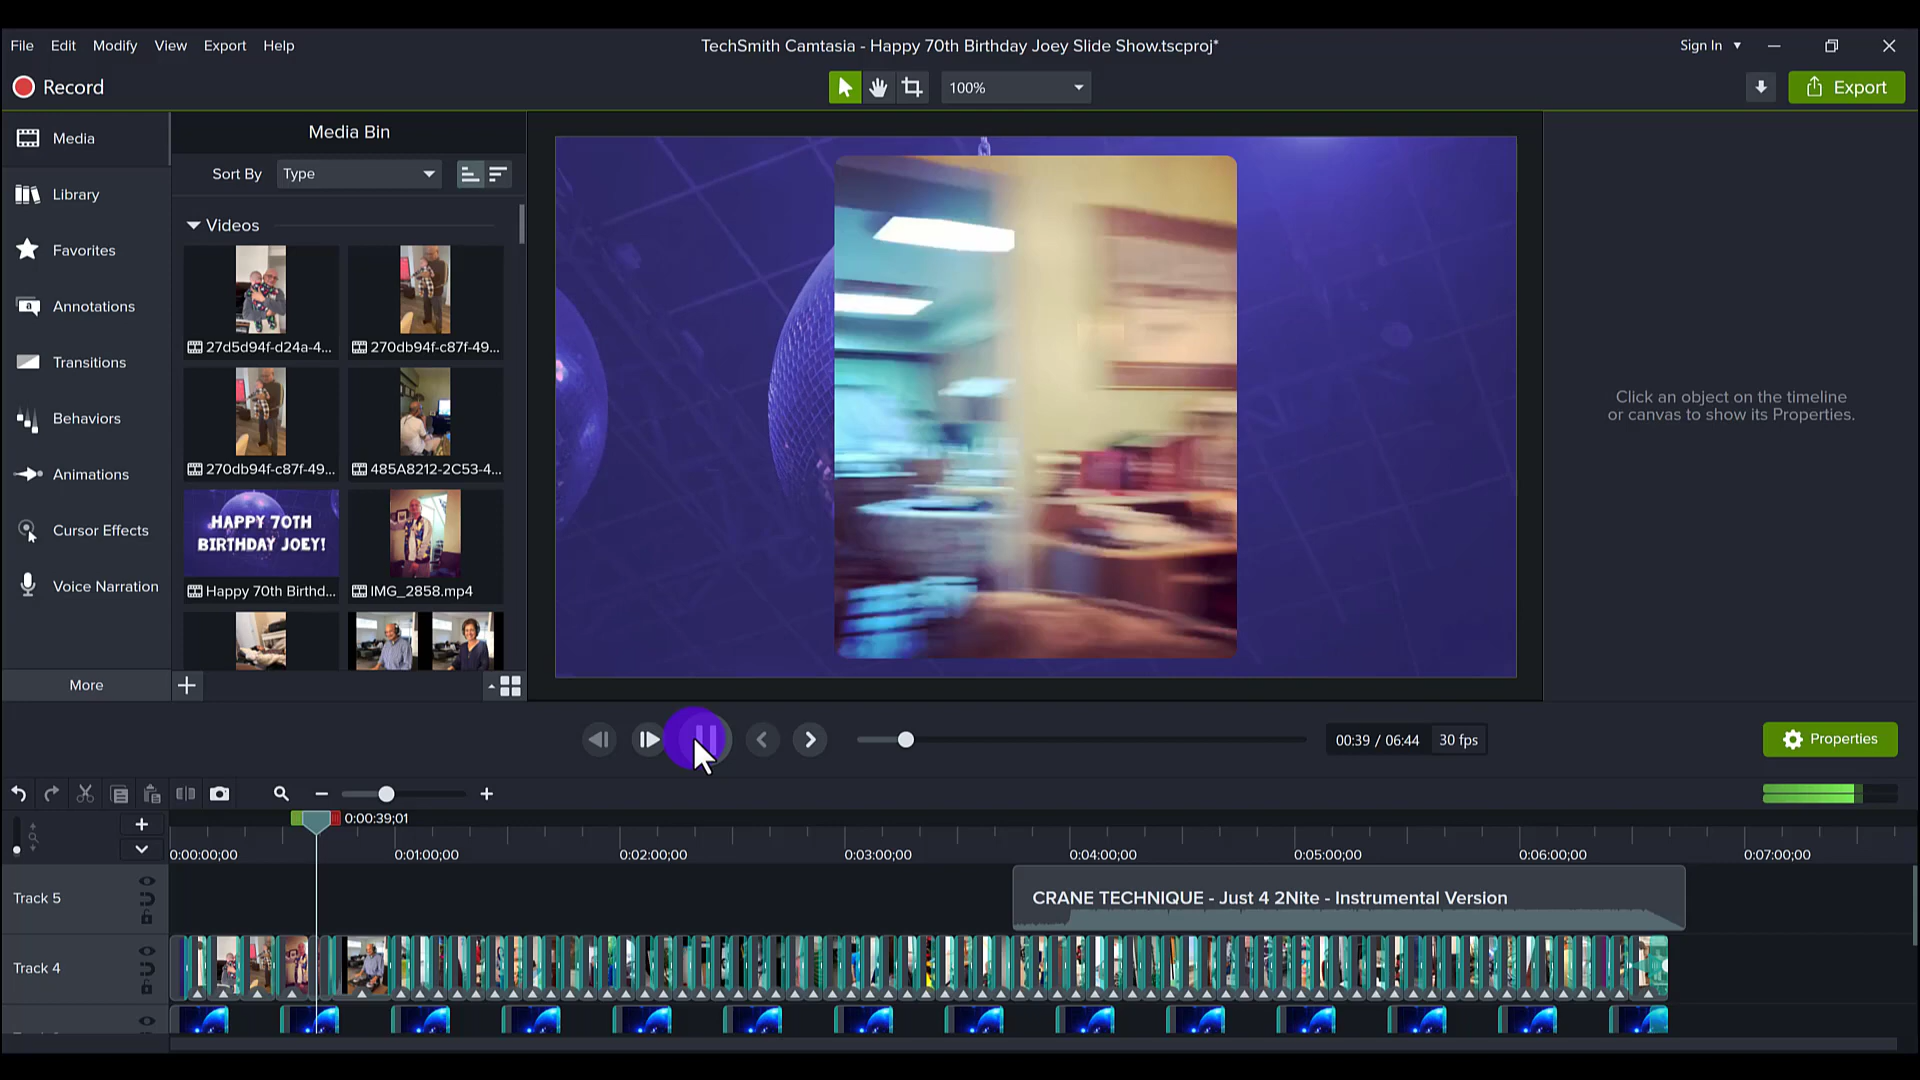 File Edit Modify View Export Help
TechSmith Camtasia - Happy 70th Birthday Joey Slide Show.tscproj*
Sign In
Record
100%
Export
Media
Library
Favorites
Annotations
Transitions
Behaviors
Animations
Cursor Effects
Voice Narration
More
Media Bin
Sort By Type
Videos
27d5d94f-d24a-4...
270db94f-c87f-49...
270db94f-c87f-49...
485A8212-2C53-4...
HAPPY 70TH
BIRTHDAY JOEY!
Happy 70th Birthd...
IMG_2858.mp4
Click an object on the timeline
or canvas to show its Properties.
00:39 / 06:44 30 fps
Properties
0:00:39;01
0:00:00;00 0:01:00;00 0:02:00;00 0:03:00;00 0:04:00;00 0:05:00;00 0:06:00;00 0:07:00;00
Track 5
CRANE TECHNIQUE - Just 4 2Nite - Instrumental Version
Track 4